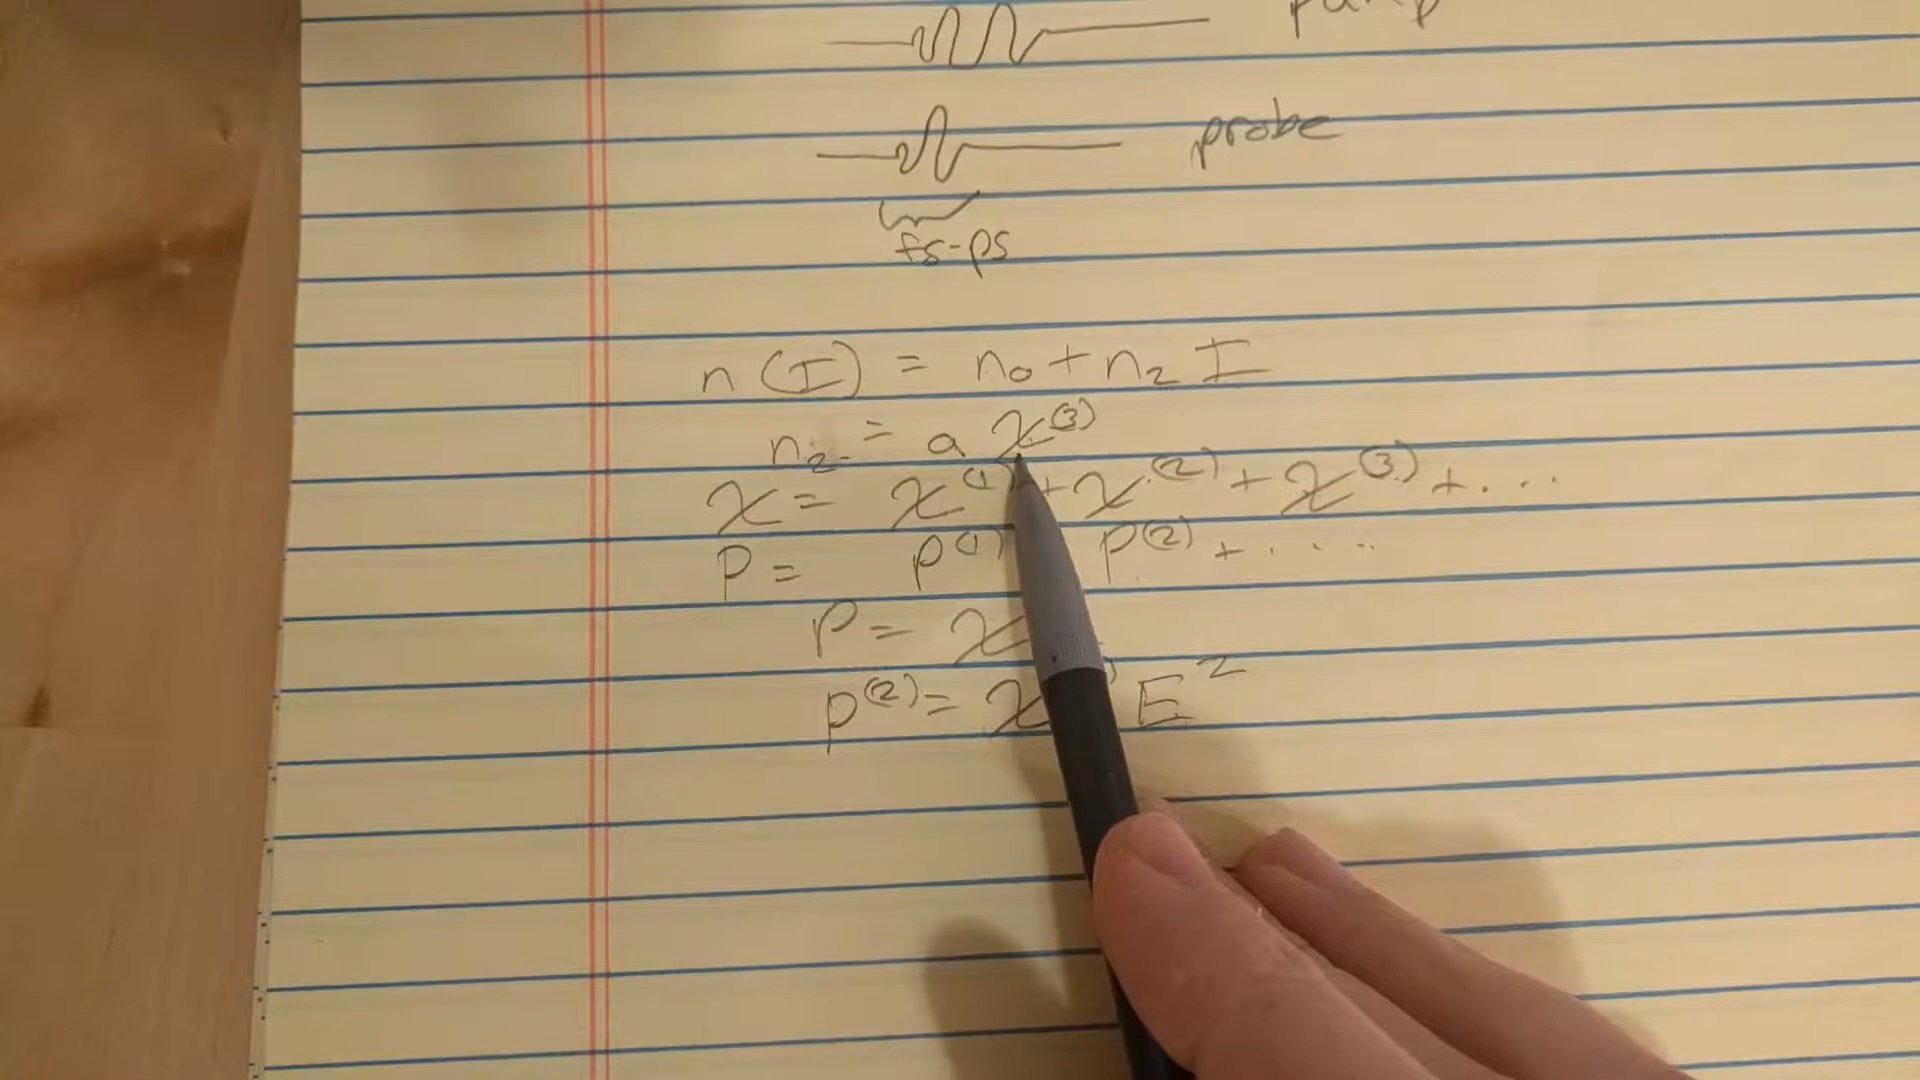 pump
probe
fs-ps
n(I) = n₀ + n₂ I
n₂ = a χ⁽³⁾
χ = χ⁽¹⁾ + χ⁽²⁾ + χ⁽³⁾ + ...
P = P⁽¹⁾ P⁽²⁾ + ....
P = χ
P⁽²⁾ = χ E²